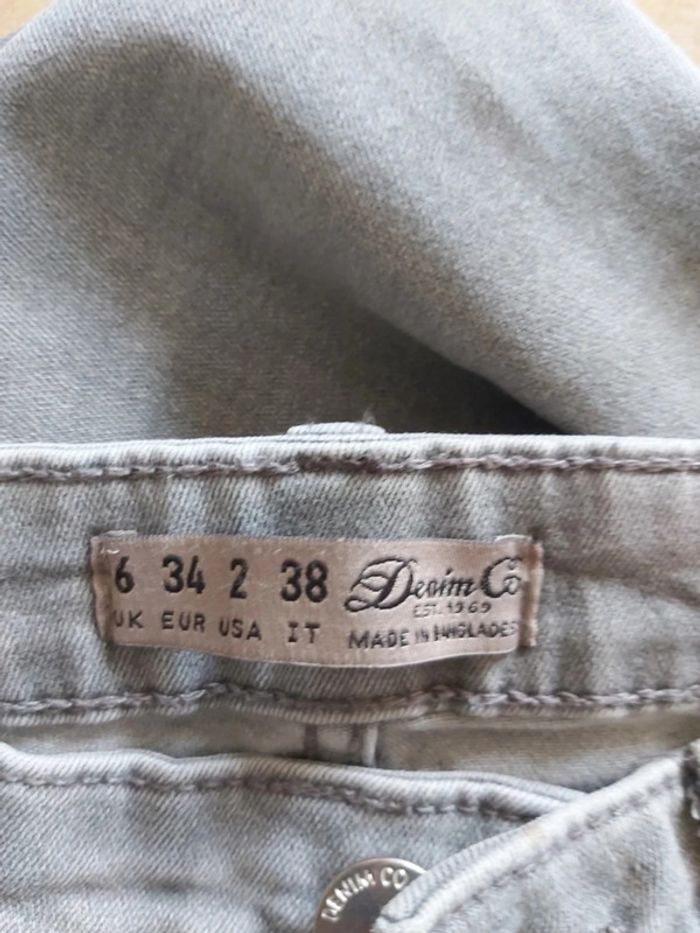 6 34 2 38 Denim Co
EST. 1969
UK EUR USA IT MADE IN BANGLADES
DENIM CO